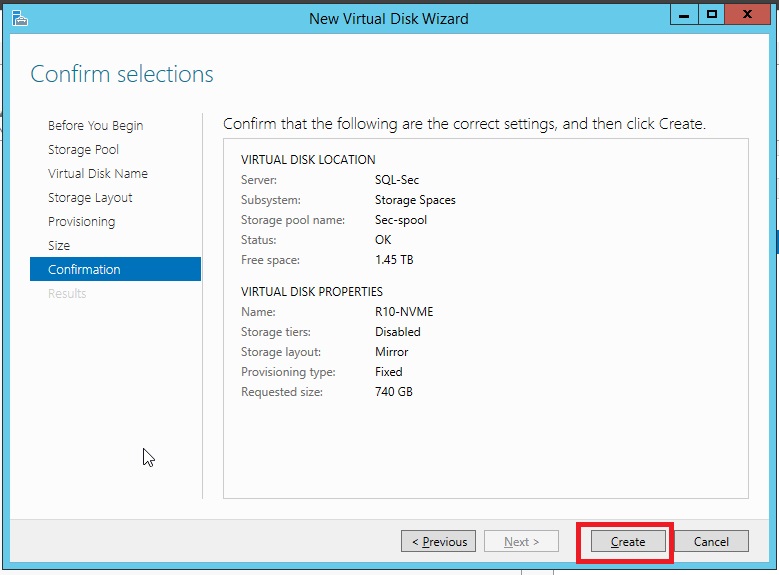 New Virtual Disk Wizard
Confirm selections
Before You Begin
Storage Pool
Virtual Disk Name
Storage Layout
Provisioning
Size
Confirmation
Results
Confirm that the following are the correct settings, and then click Create.
VIRTUAL DISK LOCATION
Server: SQL-Sec
Subsystem: Storage Spaces
Storage pool name: Sec-spool
Status: OK
Free space: 1.45 TB
VIRTUAL DISK PROPERTIES
Name: R10-NVME
Storage tiers: Disabled
Storage layout: Mirror
Provisioning type: Fixed
Requested size: 740 GB
< Previous Next > Create Cancel